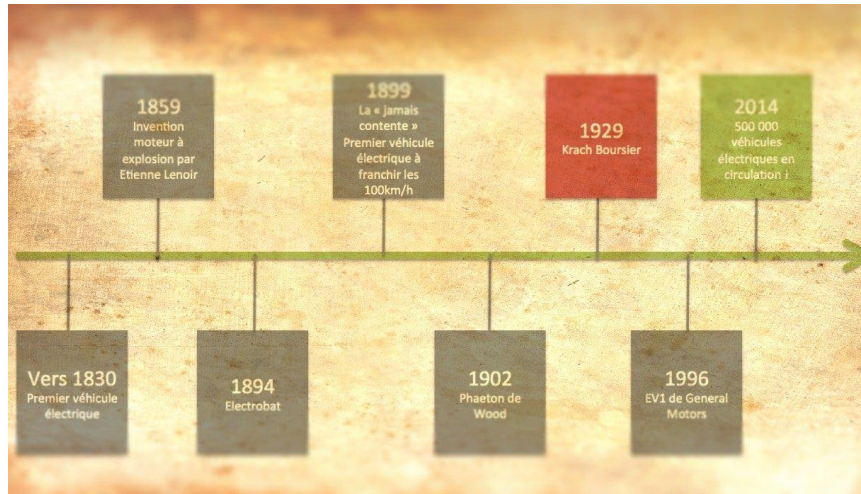 1859
Invention
moteur à
explosion par
Etienne Lenoir
1899
La « Jamais
contente »
Premier véhicule
électrique à
franchir les
100km/h
1929
Krach Boursier
2014
500 000
véhicules
électriques en
circulation !
Vers 1830
Premier véhicule
électrique
1894
Electrobat
1902
Phaeton de
Wood
1996
EV1 de General
Motors